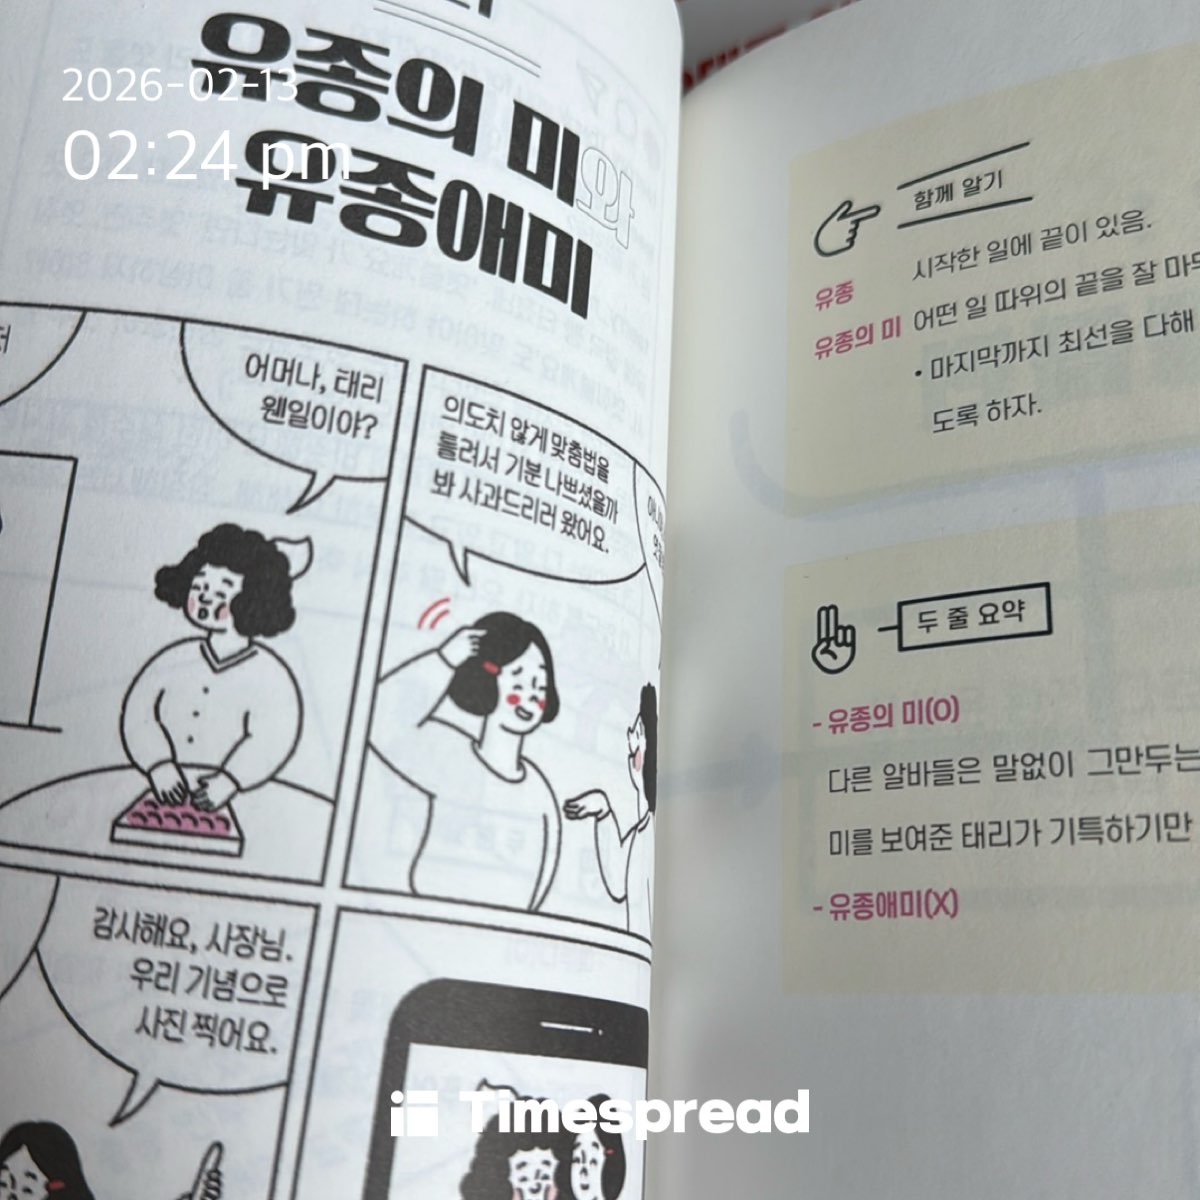 2026-02-13
02:24 pm
유종의 미와
유종애미
어머나, 태리
웬일이야?
의도치 않게 맞춤법을
틀려서 기분 나쁘셨을까
봐 사과드리러 왔어요.
감사해요, 사장님.
우리 기념으로
사진 찍어요.
함께 알기
유종 시작한 일에 끝이 있음.
유종의 미 어떤 일 따위의 끝을 잘
• 마지막까지 최선을 다해
도록 하자.
두 줄 요약
- 유종의 미(O)
다른 알바들은 말없이 그만두는
미를 보여준 태리가 기특하기만
- 유종애미(X)
Timespread